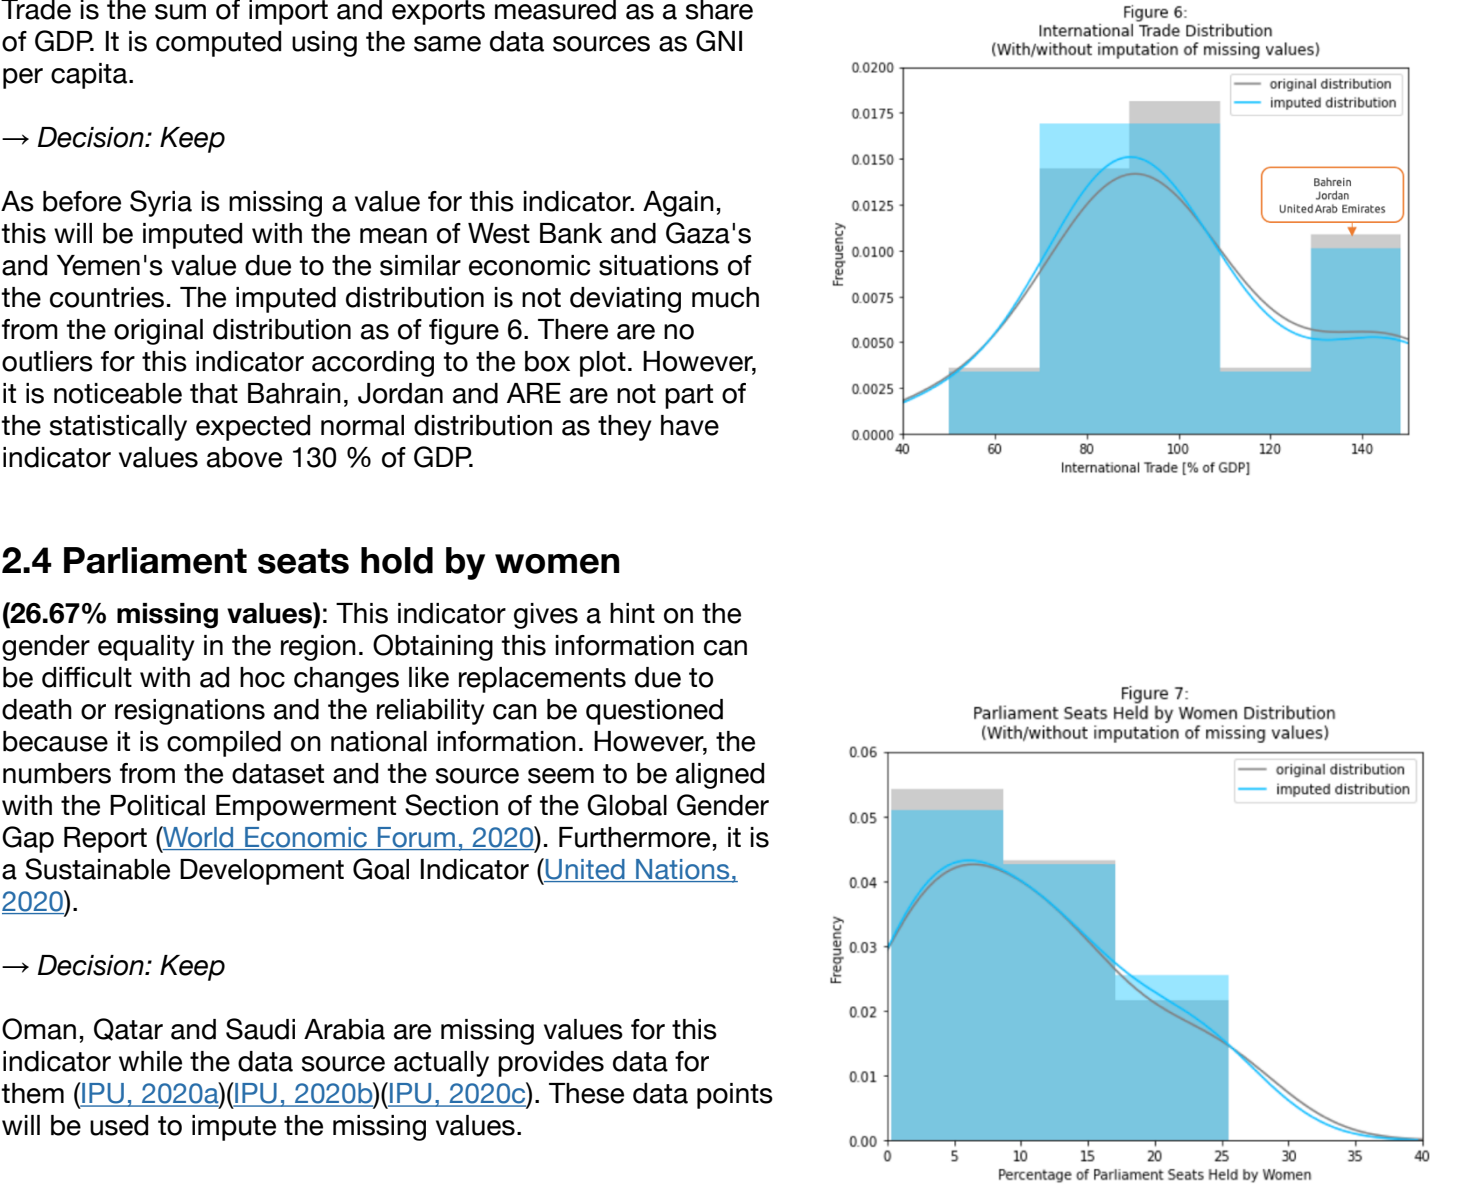 Trade is the sum of import and exports measured as a share
of GDP. It is computed using the same data sources as GNI
per capita.
→ Decision: Keep
As before Syria is missing a value for this indicator. Again,
this will be imputed with the mean of West Bank and Gaza's
and Yemen's value due to the similar economic situations of
the countries. The imputed distribution is not deviating much
from the original distribution as of figure 6. There are no
outliers for this indicator according to the box plot. However,
it is noticeable that Bahrain, Jordan and ARE are not part of
the statistically expected normal distribution as they have
indicator values above 130 % of GDP.
Figure 6:
International Trade Distribution
(With/without imputation of missing values)
original distribution
imputed distribution
Bahrein
Jordan
United Arab Emirates
Frequency
0.0200
0.0175
0.0150
0.0125
0.0100
0.0075
0.0050
0.0025
0.0000
40 60 80 100 120 140
International Trade [% of GDP]
2.4 Parliament seats hold by women
(26.67% missing values): This indicator gives a hint on the
gender equality in the region. Obtaining this information can
be difficult with ad hoc changes like replacements due to
death or resignations and the reliability can be questioned
because it is compiled on national information. However, the
numbers from the dataset and the source seem to be aligned
with the Political Empowerment Section of the Global Gender
Gap Report (World Economic Forum, 2020). Furthermore, it is
a Sustainable Development Goal Indicator (United Nations,
2020).
→ Decision: Keep
Oman, Qatar and Saudi Arabia are missing values for this
indicator while the data source actually provides data for
them (IPU, 2020a)(IPU, 2020b)(IPU, 2020c). These data points
will be used to impute the missing values.
Figure 7:
Parliament Seats Held by Women Distribution
(With/without imputation of missing values)
original distribution
imputed distribution
Frequency
0.06
0.05
0.04
0.03
0.02
0.01
0.00
0 5 10 15 20 25 30 35 40
Percentage of Parliament Seats Held by Women